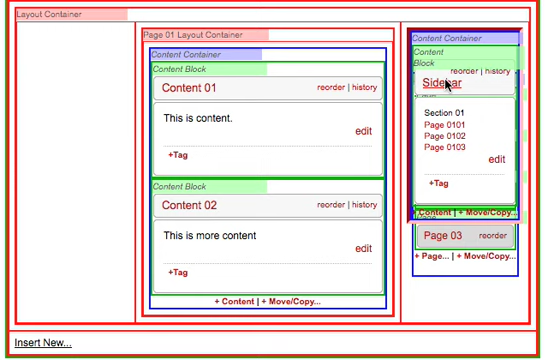 Layout Container
Page 01 Layout Container
Content Container
Content Block
Content 01
reorder | history
This is content.
edit
+Tag
Content Block
Content 02
reorder | history
This is more content
edit
+Tag
+ Content | + Move/Copy...
Content Container
Content
Block
reorder | history
Sidebar
Section 01
Page 0101
Page 0102
Page 0103
edit
+Tag
Content | + Move/Copy...
Page 03
reorder
+ Page... | + Move/Copy...
Insert New...